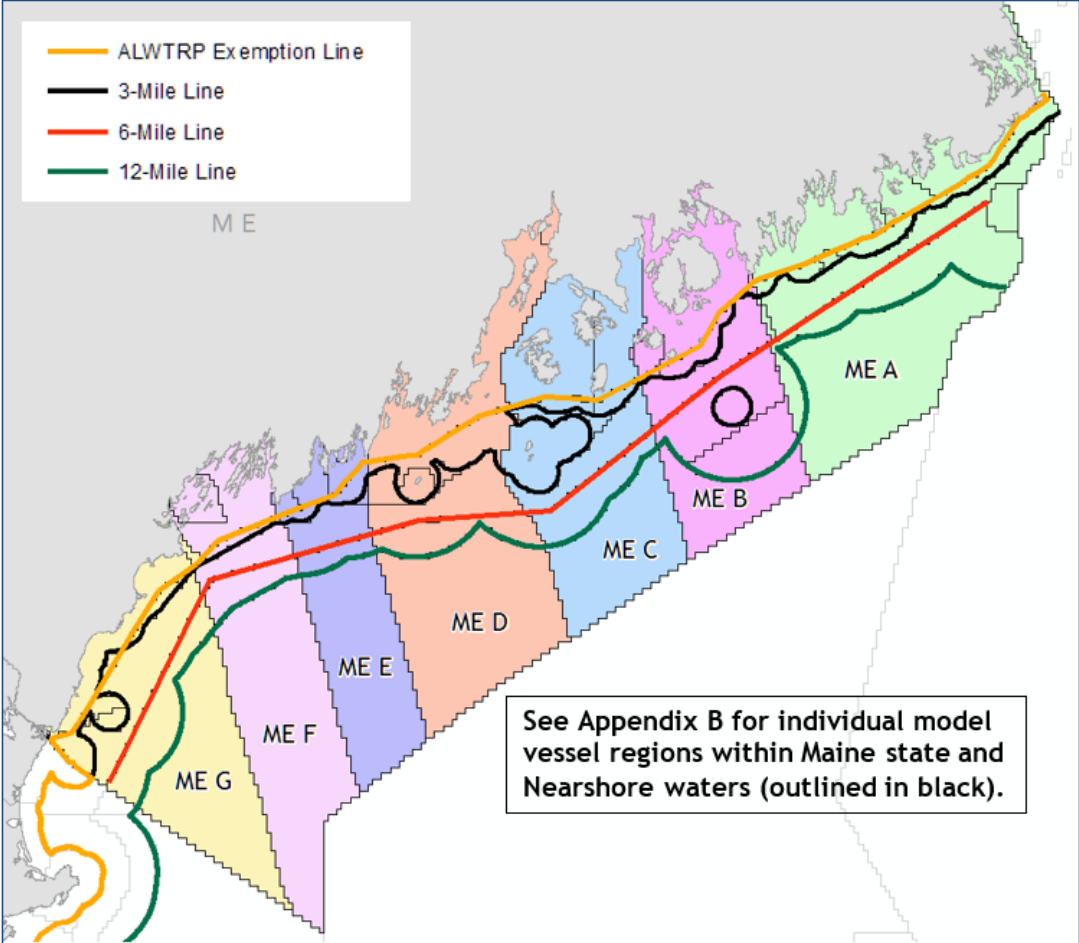 ALWTRP Exemption Line
3-Mile Line
6-Mile Line
12-Mile Line
ME
ME A
ME B
ME C
ME D
ME E
ME F
ME G
See Appendix B for individual model
vessel regions within Maine state and
Nearshore waters (outlined in black).